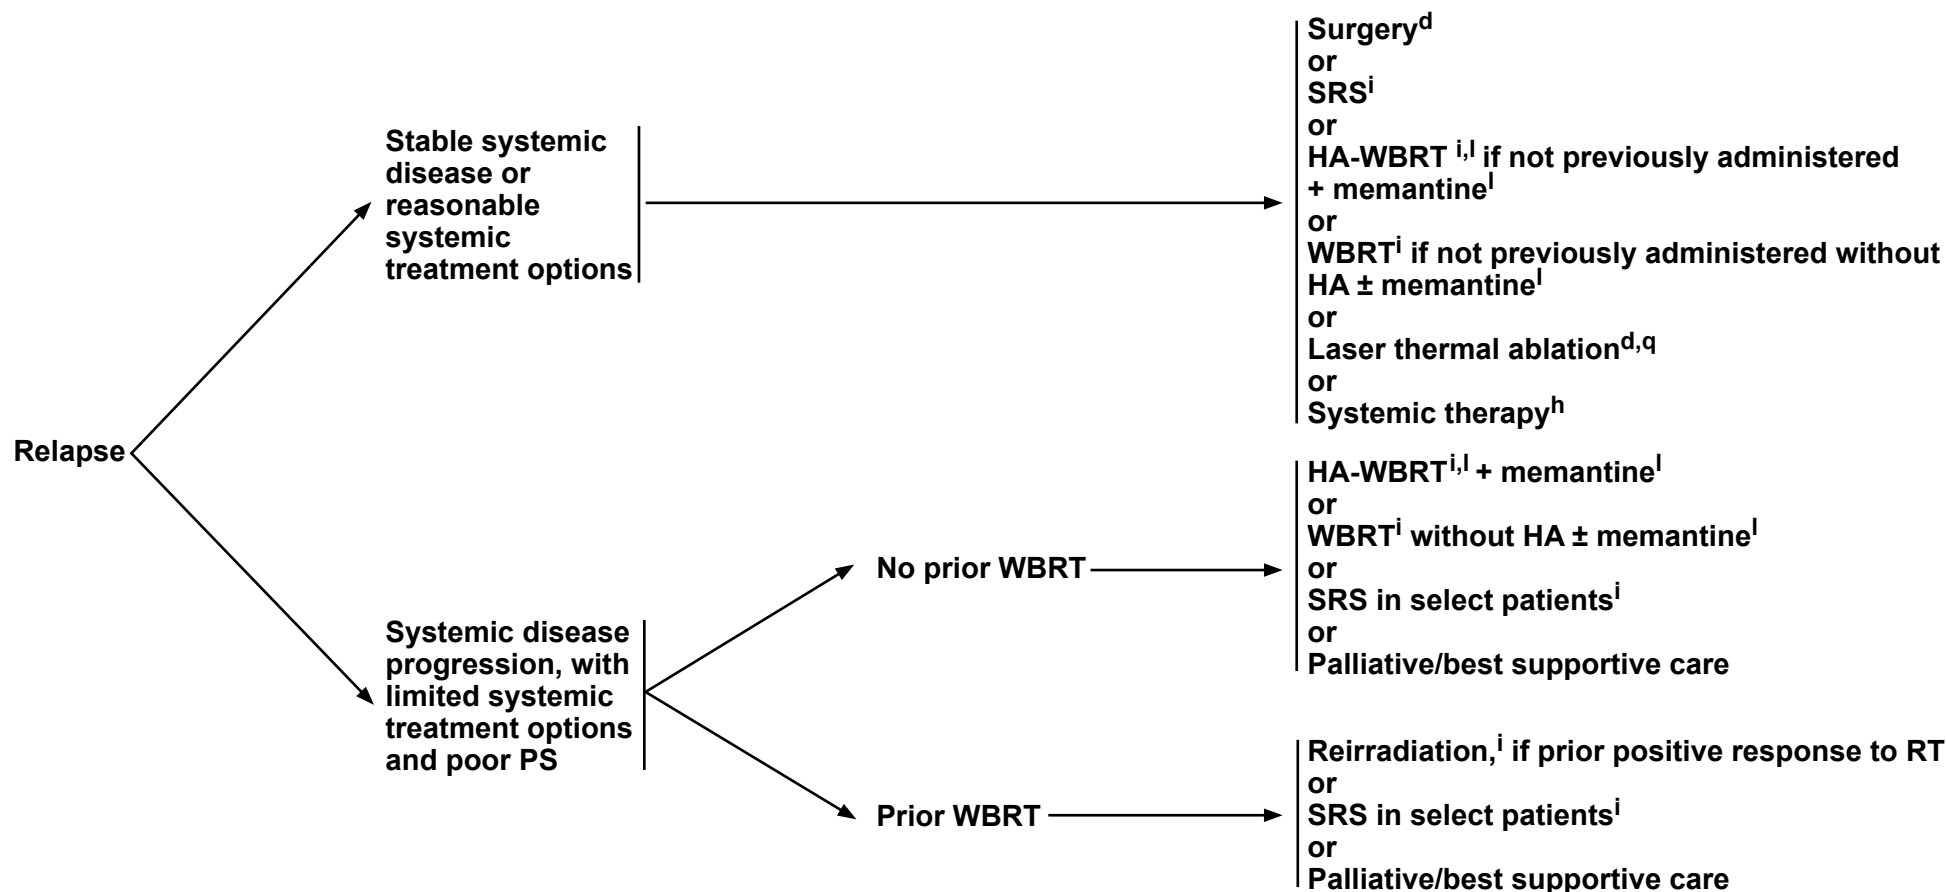 Relapse
Stable systemic
disease or
reasonable
systemic
treatment options
Surgeryᵈ
or
SRSⁱ
or
HA-WBRT ⁱ,ˡ if not previously administered
+ memantineˡ
or
WBRTⁱ if not previously administered without
HA ± memantineˡ
or
Laser thermal ablationᵈ,q
or
Systemic therapyʰ
Systemic disease
progression, with
limited systemic
treatment options
and poor PS
No prior WBRT
HA-WBRTⁱ,ˡ + memantineˡ
or
WBRTⁱ without HA ± memantineˡ
or
SRS in select patientsⁱ
or
Palliative/best supportive care
Prior WBRT
Reirradiation,ⁱ if prior positive response to RT
or
SRS in select patientsⁱ
or
Palliative/best supportive care